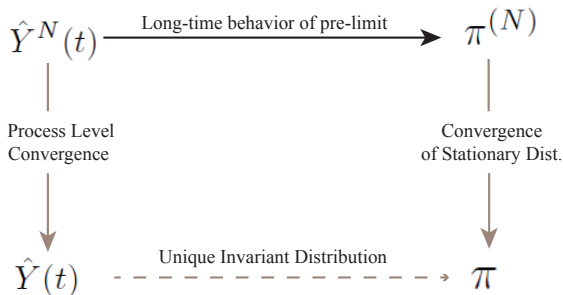 Long-time behavior of pre-limit
Ŷ^N(t)
π^(N)
Process Level
Convergence
Convergence
of Stationary Dist.
Unique Invariant Distribution
Ŷ(t)
π